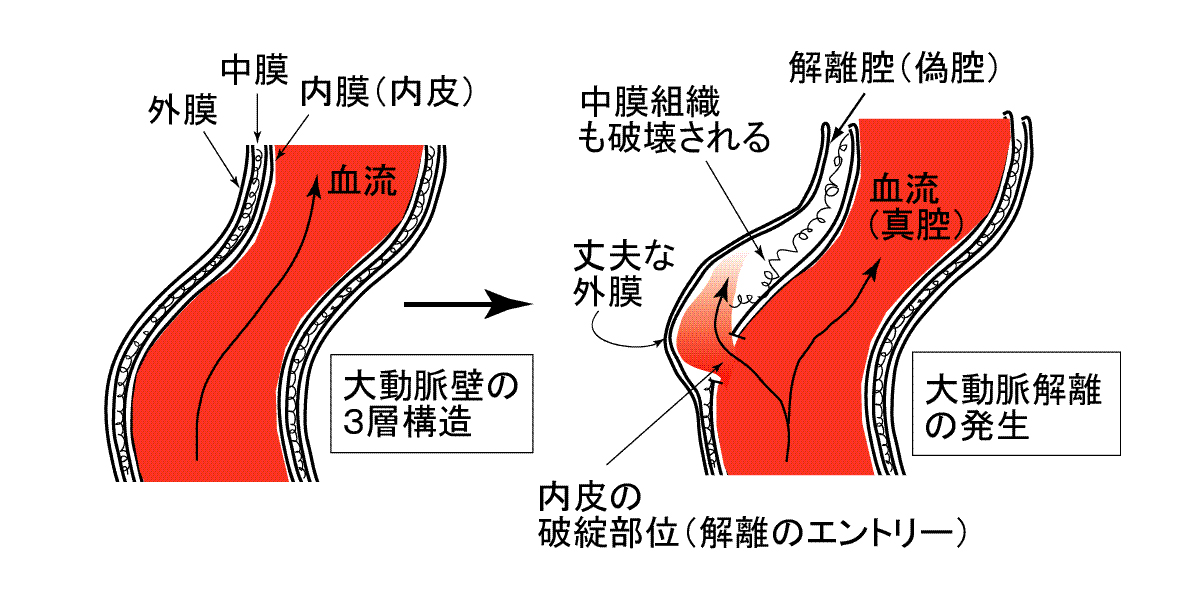 中膜
外膜
内膜（内皮）
血流
大動脈壁の
３層構造
解離腔（偽腔）
中膜組織
も破壊される
血流
（真腔）
丈夫な
外膜
大動脈解離
の発生
内皮の
破綻部位（解離のエントリー）